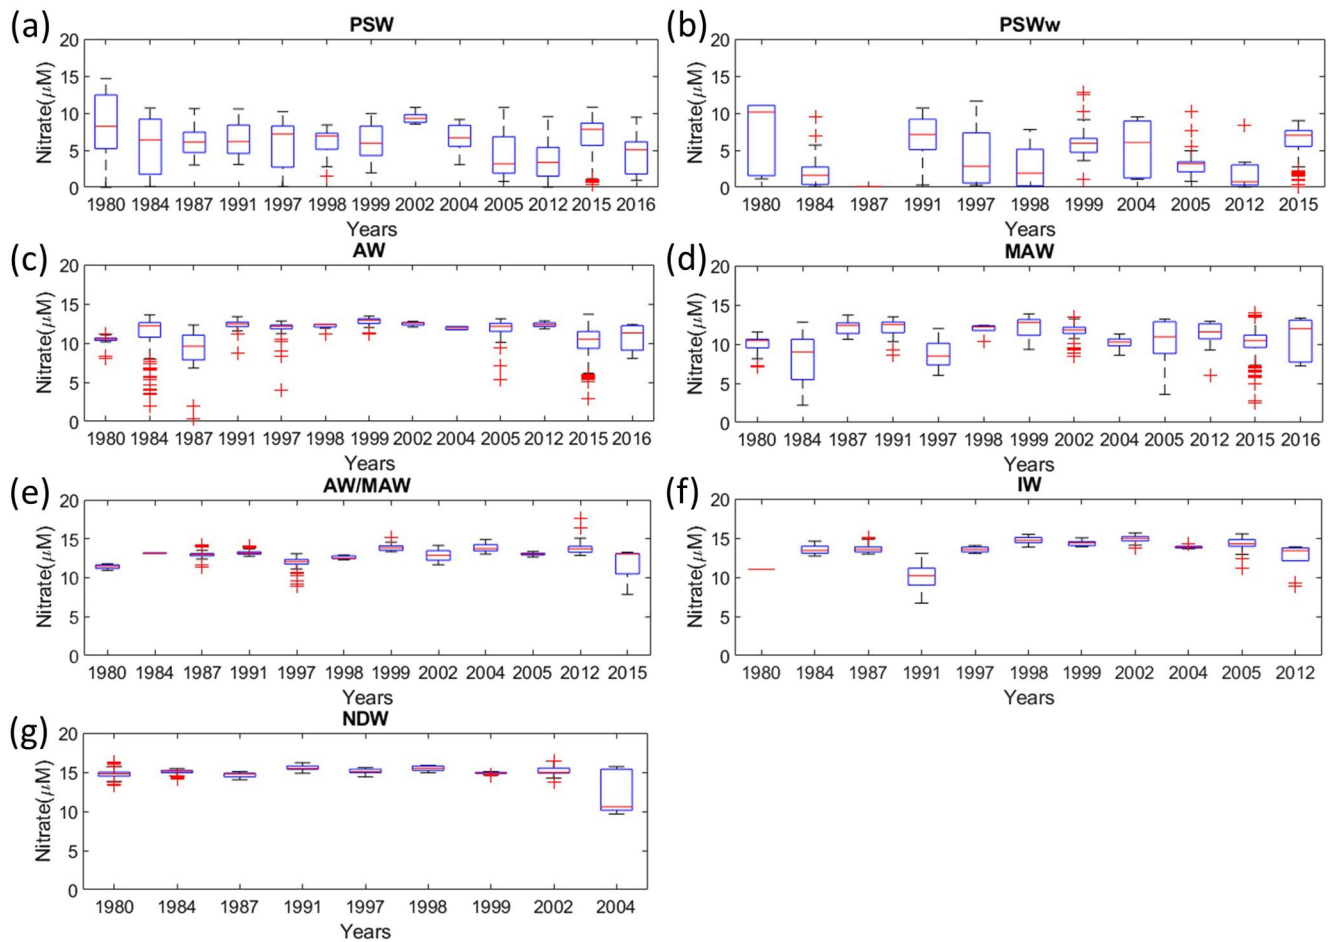 (a)
PSW
Nitrate(μM)
20
15
10
5
0
1980 1984 1987 1991 1997 1998 1999 2002 2004 2005 2012 2015 2016
Years
(b)
PSWw
Nitrate(μM)
20
15
10
5
0
1980 1984 1987 1991 1997 1998 1999 2004 2005 2012 2015
Years
(c)
AW
Nitrate(μM)
20
15
10
5
0
1980 1984 1987 1991 1997 1998 1999 2002 2004 2005 2012 2015 2016
Years
(d)
MAW
Nitrate(μM)
20
15
10
5
0
1980 1984 1987 1991 1997 1998 1999 2002 2004 2005 2012 2015 2016
Years
(e)
AW/MAW
Nitrate(μM)
20
15
10
5
0
1980 1984 1987 1991 1997 1998 1999 2002 2004 2005 2012 2015
Years
(f)
IW
Nitrate(μM)
20
15
10
5
0
1980 1984 1987 1991 1997 1998 1999 2002 2004 2005 2012
Years
(g)
NDW
Nitrate(μM)
20
15
10
5
0
1980 1984 1987 1991 1997 1998 1999 2002 2004
Years